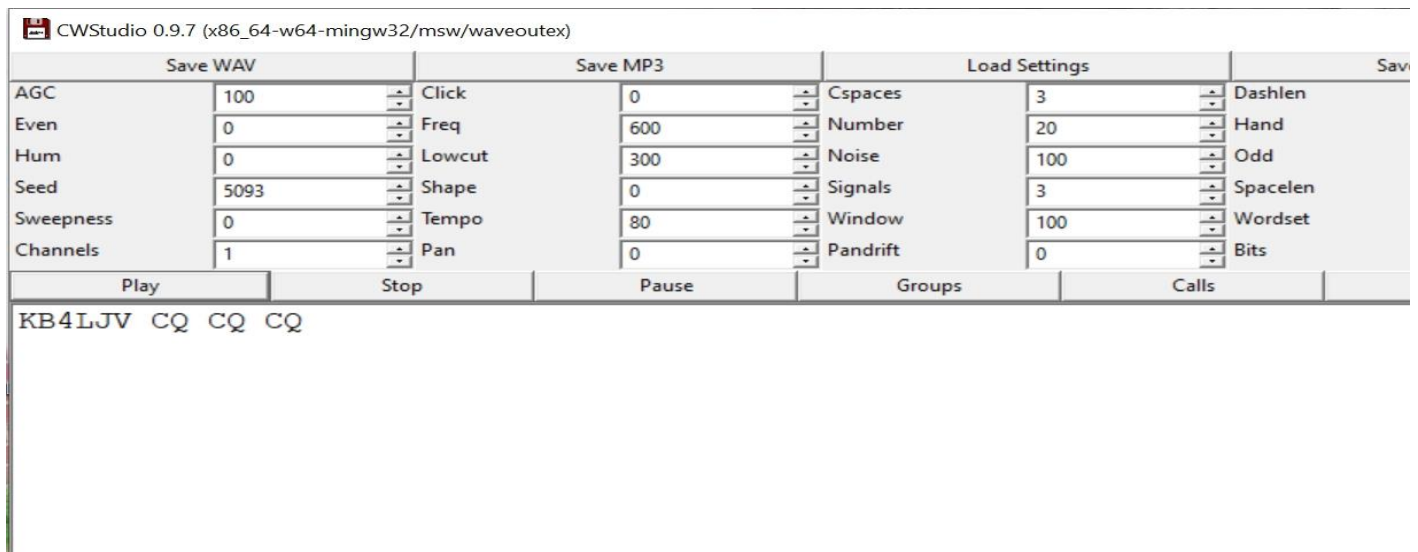 CWStudio 0.9.7 (x86_64-w64-mingw32/msw/waveoutex)
Save WAV Save MP3 Load Settings Save
AGC 100 Click 0 Cspaces 3 Dashlen
Even 0 Freq 600 Number 20 Hand
Hum 0 Lowcut 300 Noise 100 Odd
Seed 5093 Shape 0 Signals 3 Spacelen
Sweepness 0 Tempo 80 Window 100 Wordset
Channels 1 Pan 0 Pandrift 0 Bits
Play Stop Pause Groups Calls
KB4LJV CQ CQ CQ